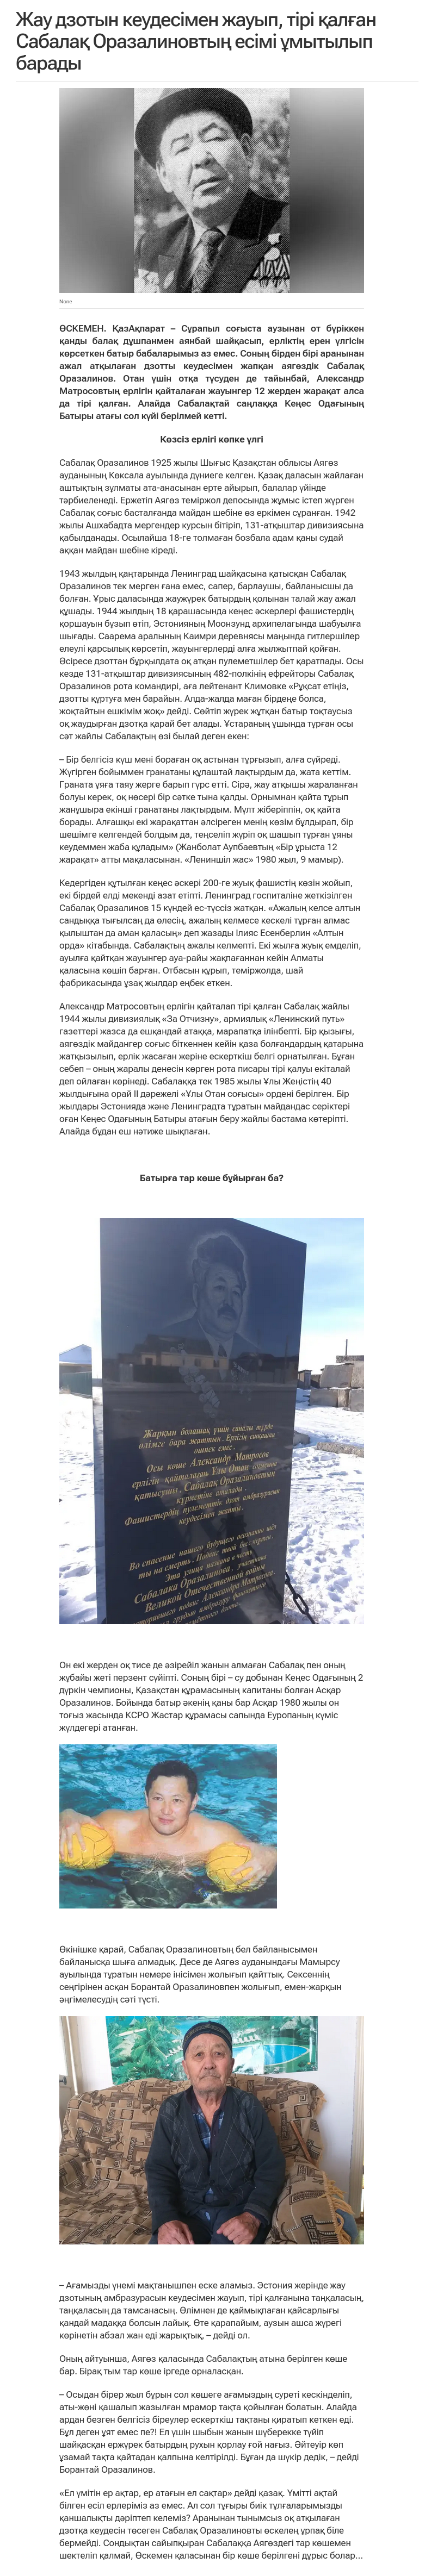 Жау дзотын кеудесімен жауып, тірі қалған
Сабалақ Оразалиновтың есімі ұмытылып
барады
None
ӨСКЕМЕН. ҚазАқпарат – Сұрапыл соғыста аузынан от бүріккен
қанды балақ дұшпанмен аянбай шайқасып, ерліктің ерен үлгісін
көрсеткен батыр бабаларымыз аз емес. Соның бірден бірі аранынан
ажал атқылаған дзотты кеудесімен жапқан аягөздік Сабалақ
Оразалинов. Отан үшін отқа түсуден де тайынбай, Александр
Матросовтың ерлігін қайталаған жауынгер 12 жерден жарақат алса
да тірі қалған. Алайда Сабалақтай саңлаққа Кеңес Одағының
Батыры атағы сол күйі берілмей кетті.
Көзсіз ерлігі көпке үлгі
Сабалақ Оразалинов 1925 жылы Шығыс Қазақстан облысы Аягөз
ауданының Көксала ауылында дүниеге келген. Қазақ даласын жайлаған
аштықтың зұлматы ата-анасынан ерте айырып, балалар үйінде
тәрбиеленеді. Ержетіп Аягөз теміржол депосында жұмыс істеп жүрген
Сабалақ соғыс басталғанда майдан шебіне өз еркімен сұранған. 1942
жылы Ашхабадта мергендер курсын бітіріп, 131-атқыштар дивизиясына
қабылданады. Осылайша 18-ге толмаған бозбала адам қаны судай
аққан майдан шебіне кіреді.
1943 жылдың қаңтарында Ленинград шайқасына қатысқан Сабалақ
Оразалинов тек мерген ғана емес, сапер, барлаушы, байланысшы да
болған. Ұрыс даласында жаужүрек батырдың қолынан талай жау ажал
құшады. 1944 жылдың 18 қарашасында кеңес әскерлері фашистердің
қоршауын бұзып өтіп, Эстонияның Моонзунд архипелагында шабуылға
шығады. Саарема аралының Каимри деревнясы маңында гитлершілер
елеулі қарсылық көрсетіп, жауынгерлерді алға жылжытпай қойған.
Әсіресе дзоттан бұрқылдата оқ атқан пулеметшілер бет қаратпады. Осы
кезде 131-атқыштар дивизиясының 482-полкінің ефрейторы Сабалақ
Оразалинов рота командирі, аға лейтенант Климовке «Рұқсат етіңіз,
дзотты құртуға мен барайын. Алда-жалда маған бірдеңе болса,
жоқтайтын ешкімім жоқ» дейді. Сөйтіп жүрек жұтқан батыр тоқтаусыз
оқ жаудырған дзотқа қарай бет алады. Ұстараның ұшында тұрған осы
сәт жайлы Сабалақтың өзі былай деген екен:
– Бір белгісіз күш мені бораған оқ астынан тұрғызып, алға сүйреді.
Жүгірген бойыммен гранатаны құлаштай лақтырдым да, жата кеттім.
Граната ұяға таяу жерге барып гүрс етті. Сірә, жау атқышы жараланған
болуы керек, оқ нөсері бір сәтке тына қалды. Орнымнан қайта тұрып
жанұшыра екінші гранатаны лақтырдым. Мүлт жіберіппін, оқ қайта
борады. Алғашқы екі жарақаттан әлсіреген менің көзім бұлдырап, бір
шешімге келгендей болдым да, теңселіп жүріп оқ шашып тұрған ұяны
кеудеммен жаба құладым» (Жанболат Аупбаевтың «Бір ұрыста 12
жарақат» атты мақаласынан. «Лениншіл жас» 1980 жыл, 9 мамыр).
Кедергіден құтылған кеңес әскері 200-ге жуық фашистің көзін жойып,
екі бірдей елді мекенді азат етіпті. Ленинград госпиталіне жеткізілген
Сабалақ Оразалинов 15 күндей ес-түссіз жатқан. «Ажалың келсе алтын
сандыққа тығылсаң да өлесің, ажалың келмесе кескелі тұрған алмас
қылыштан да аман қаласың» деп жазады Ілияс Есенберлин «Алтын
орда» кітабында. Сабалақтың ажалы келмепті. Екі жылға жуық емделіп,
ауылға қайтқан жауынгер ауа-райы жақпағаннан кейін Алматы
қаласына көшіп барған. Отбасын құрып, теміржолда, шай
фабрикасында ұзақ жылдар еңбек еткен.
Александр Матросовтың ерлігін қайталап тірі қалған Сабалақ жайлы
1944 жылы дивизиялық «За Отчизну», армиялық «Ленинский путь»
газеттері жазса да ешқандай атаққа, марапатқа ілінбепті. Бір қызығы,
аягөздік майдангер соғыс біткеннен кейін қаза болғандардың қатарына
жатқызылып, ерлік жасаған жеріне ескерткіш белгі орнатылған. Бұған
себеп – оның жаралы денесін көрген рота писары тірі қалуы екіталай
деп ойлаған көрінеді. Сабалаққа тек 1985 жылы Ұлы Жеңістің 40
жылдығына орай ІІ дәрежелі «Ұлы Отан соғысы» ордені берілген. Бір
жылдары Эстонияда және Ленинградта тұратын майдандас серіктері
оған Кеңес Одағының Батыры атағын беру жайлы бастама көтеріпті.
Алайда бұдан еш нәтиже шықпаған.
Батырға тар көше бұйырған ба?
Жарқын болашақ үшін саналы түрде
өлімге бара жаттың. Ерлігің ешқашан
өшпек емес.
Осы көше Александр Матросов
ерлігін қайталаған Ұлы Отан
қатысушы. Сабалақ Оразалиновтың
құрметіне аталады.
Фашистердің пулеметтік дзот амбразурасын
кеудесімен жапты.
Во спасение нашего будущего осознанно шёл
ты на смерть. Подвиг твой бессмертен.
Эта улица названа в честь
Сабалака Оразалинова, участника
Великой Отечественной войны
повторившего подвиг Александра Матросова.
грудью амбразуру фашистского
Он екі жерден оқ тисе де әзірейіл жанын алмаған Сабалақ пен оның
жұбайы жеті перзент сүйіпті. Соның бірі – су добынан Кеңес Одағының 2
дүркін чемпионы, Қазақстан құрамасының капитаны болған Асқар
Оразалинов. Бойында батыр әкенің қаны бар Асқар 1980 жылы он
тоғыз жасында КСРО Жастар құрамасы сапында Еуропаның күміс
жүлдегері атанған.
Өкінішке қарай, Сабалақ Оразалиновтың бел байланысымен
байланысқа шыға алмадық. Десе де Аягөз ауданындағы Мамырсу
ауылында тұратын немере інісімен жолығып қайттық. Сексеннің
сеңгірінен асқан Борантай Оразалиновпен жолығып, емен-жарқын
әңгімелесудің сәті түсті.
– Ағамызды үнемі мақтанышпен еске аламыз. Эстония жерінде жау
дзотының амбразурасын кеудесімен жауып, тірі қалғанына таңқаласың,
таңқаласың да тамсанасың. Өлімнен де қаймықпаған қайсарлығы
қандай мадаққа болсын лайық. Өте қарапайым, аузын ашса жүрегі
көрінетін абзал жан еді жарықтық, – дейді ол.
Оның айтуынша, Аягөз қаласында Сабалақтың атына берілген көше
бар. Бірақ тым тар көше іргеде орналасқан.
– Осыдан бірер жыл бұрын сол көшеге ағамыздың суреті кескінделіп,
аты-жөні қашалып жазылған мрамор тақта қойылған болатын. Алайда
ардан безген белгісіз біреулер ескерткіш тақтаны қиратып кеткен еді.
Бұл деген ұят емес пе?! Ел үшін шыбын жанын шүберекке түйіп
шайқасқан ержүрек батырдың рухын қорлау ғой нағыз. Әйтеуір көп
ұзамай тақта қайтадан қалпына келтірілді. Бұған да шүкір дедік, – дейді
Борантай Оразалинов.
«Ел үмітін ер ақтар, ер атағын ел сақтар» дейді қазақ. Үмітті ақтай
білген есіл ерлеріміз аз емес. Ал сол тұғыры биік тұлғаларымызды
қаншалықты дәріптеп келеміз? Аранынан тынымсыз оқ атқылаған
дзотқа кеудесін төсеген Сабалақ Оразалиновты өскелең ұрпақ біле
бермейді. Сондықтан сайыпқыран Сабалаққа Аягөздегі тар көшемен
шектеліп қалмай, Өскемен қаласынан бір көше берілгені дұрыс болар...